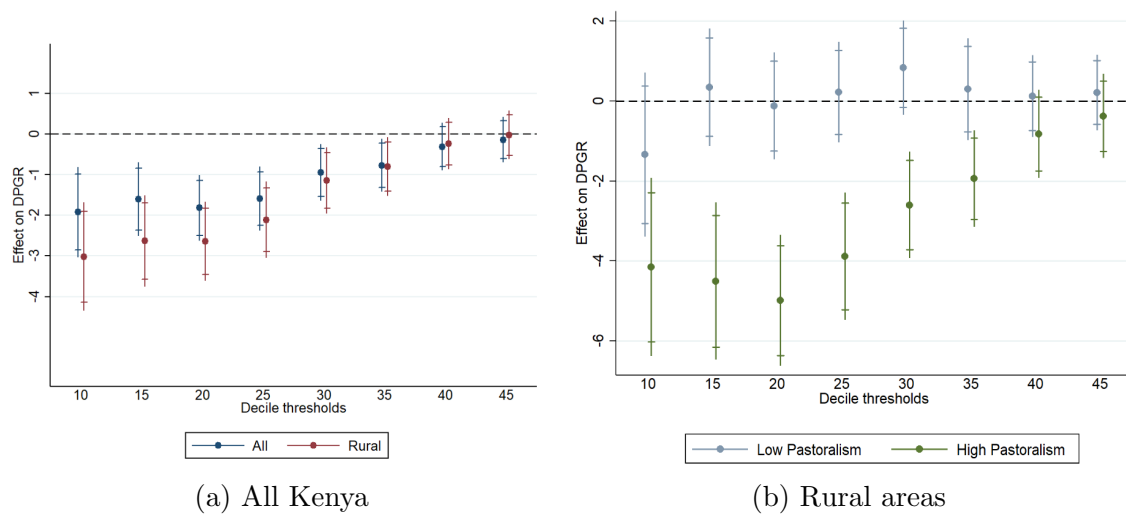 1
0
-1
-2
-3
-4
Effect on DPGR
10 15 20 25 30 35 40 45
Decile thresholds
All Rural
(a) All Kenya
2
0
-2
-4
-6
Effect on DPGR
10 15 20 25 30 35 40 45
Decile thresholds
Low Pastoralism High Pastoralism
(b) Rural areas